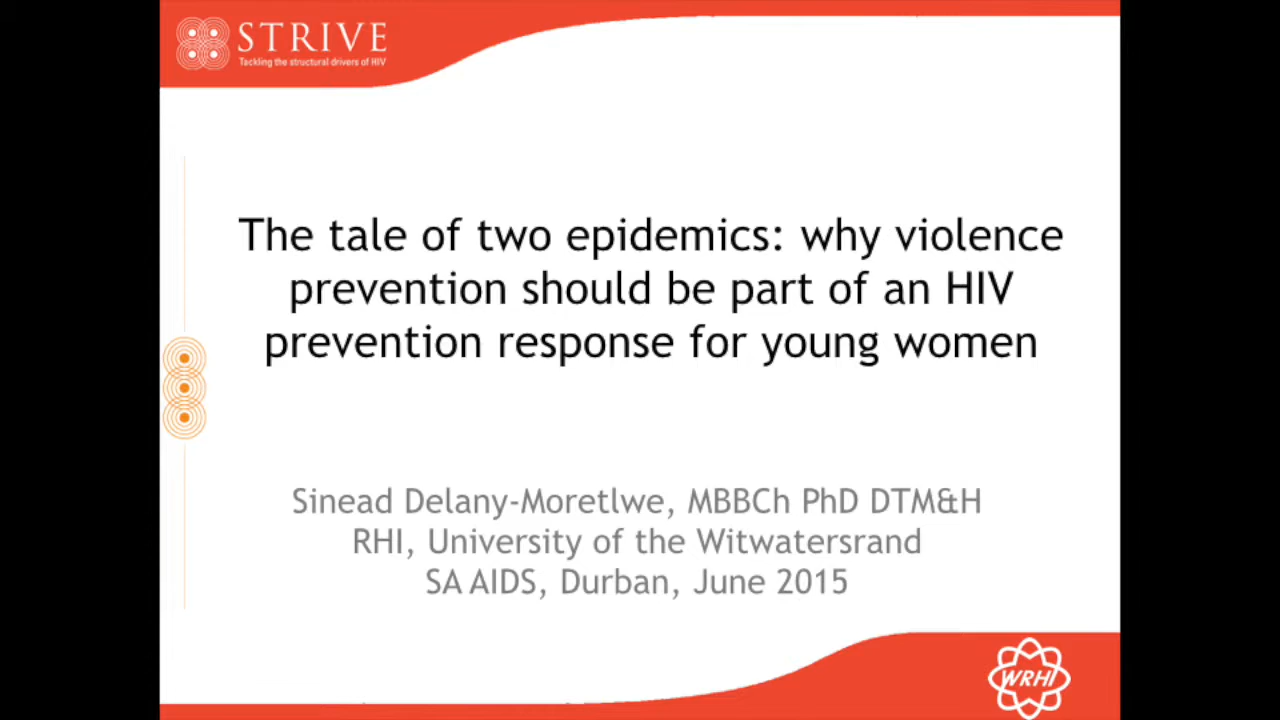 STRIVE
Tackling the structural drivers of HIV
The tale of two epidemics: why violence
prevention should be part of an HIV
prevention response for young women
Sinead Delany-Moretlwe, MBBCh PhD DTM&H
RHI, University of the Witwatersrand
SA AIDS, Durban, June 2015
WRHI